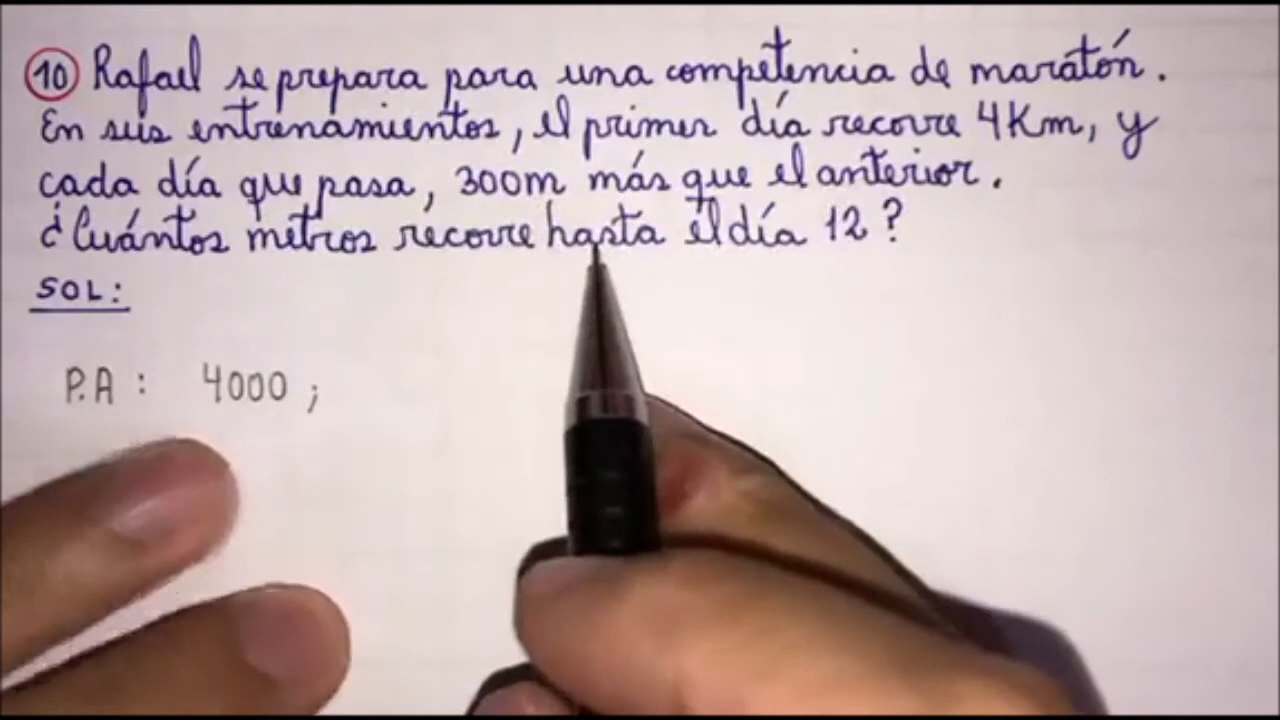 10 Rafael se prepara para una competencia de maratón.
En sus entrenamientos, el primer día recorre 4Km, y
cada día que pasa, 300m más que el anterior.
¿Cuántos metros recorre hasta el día 12?
SOL:
P.A : 4000 ;